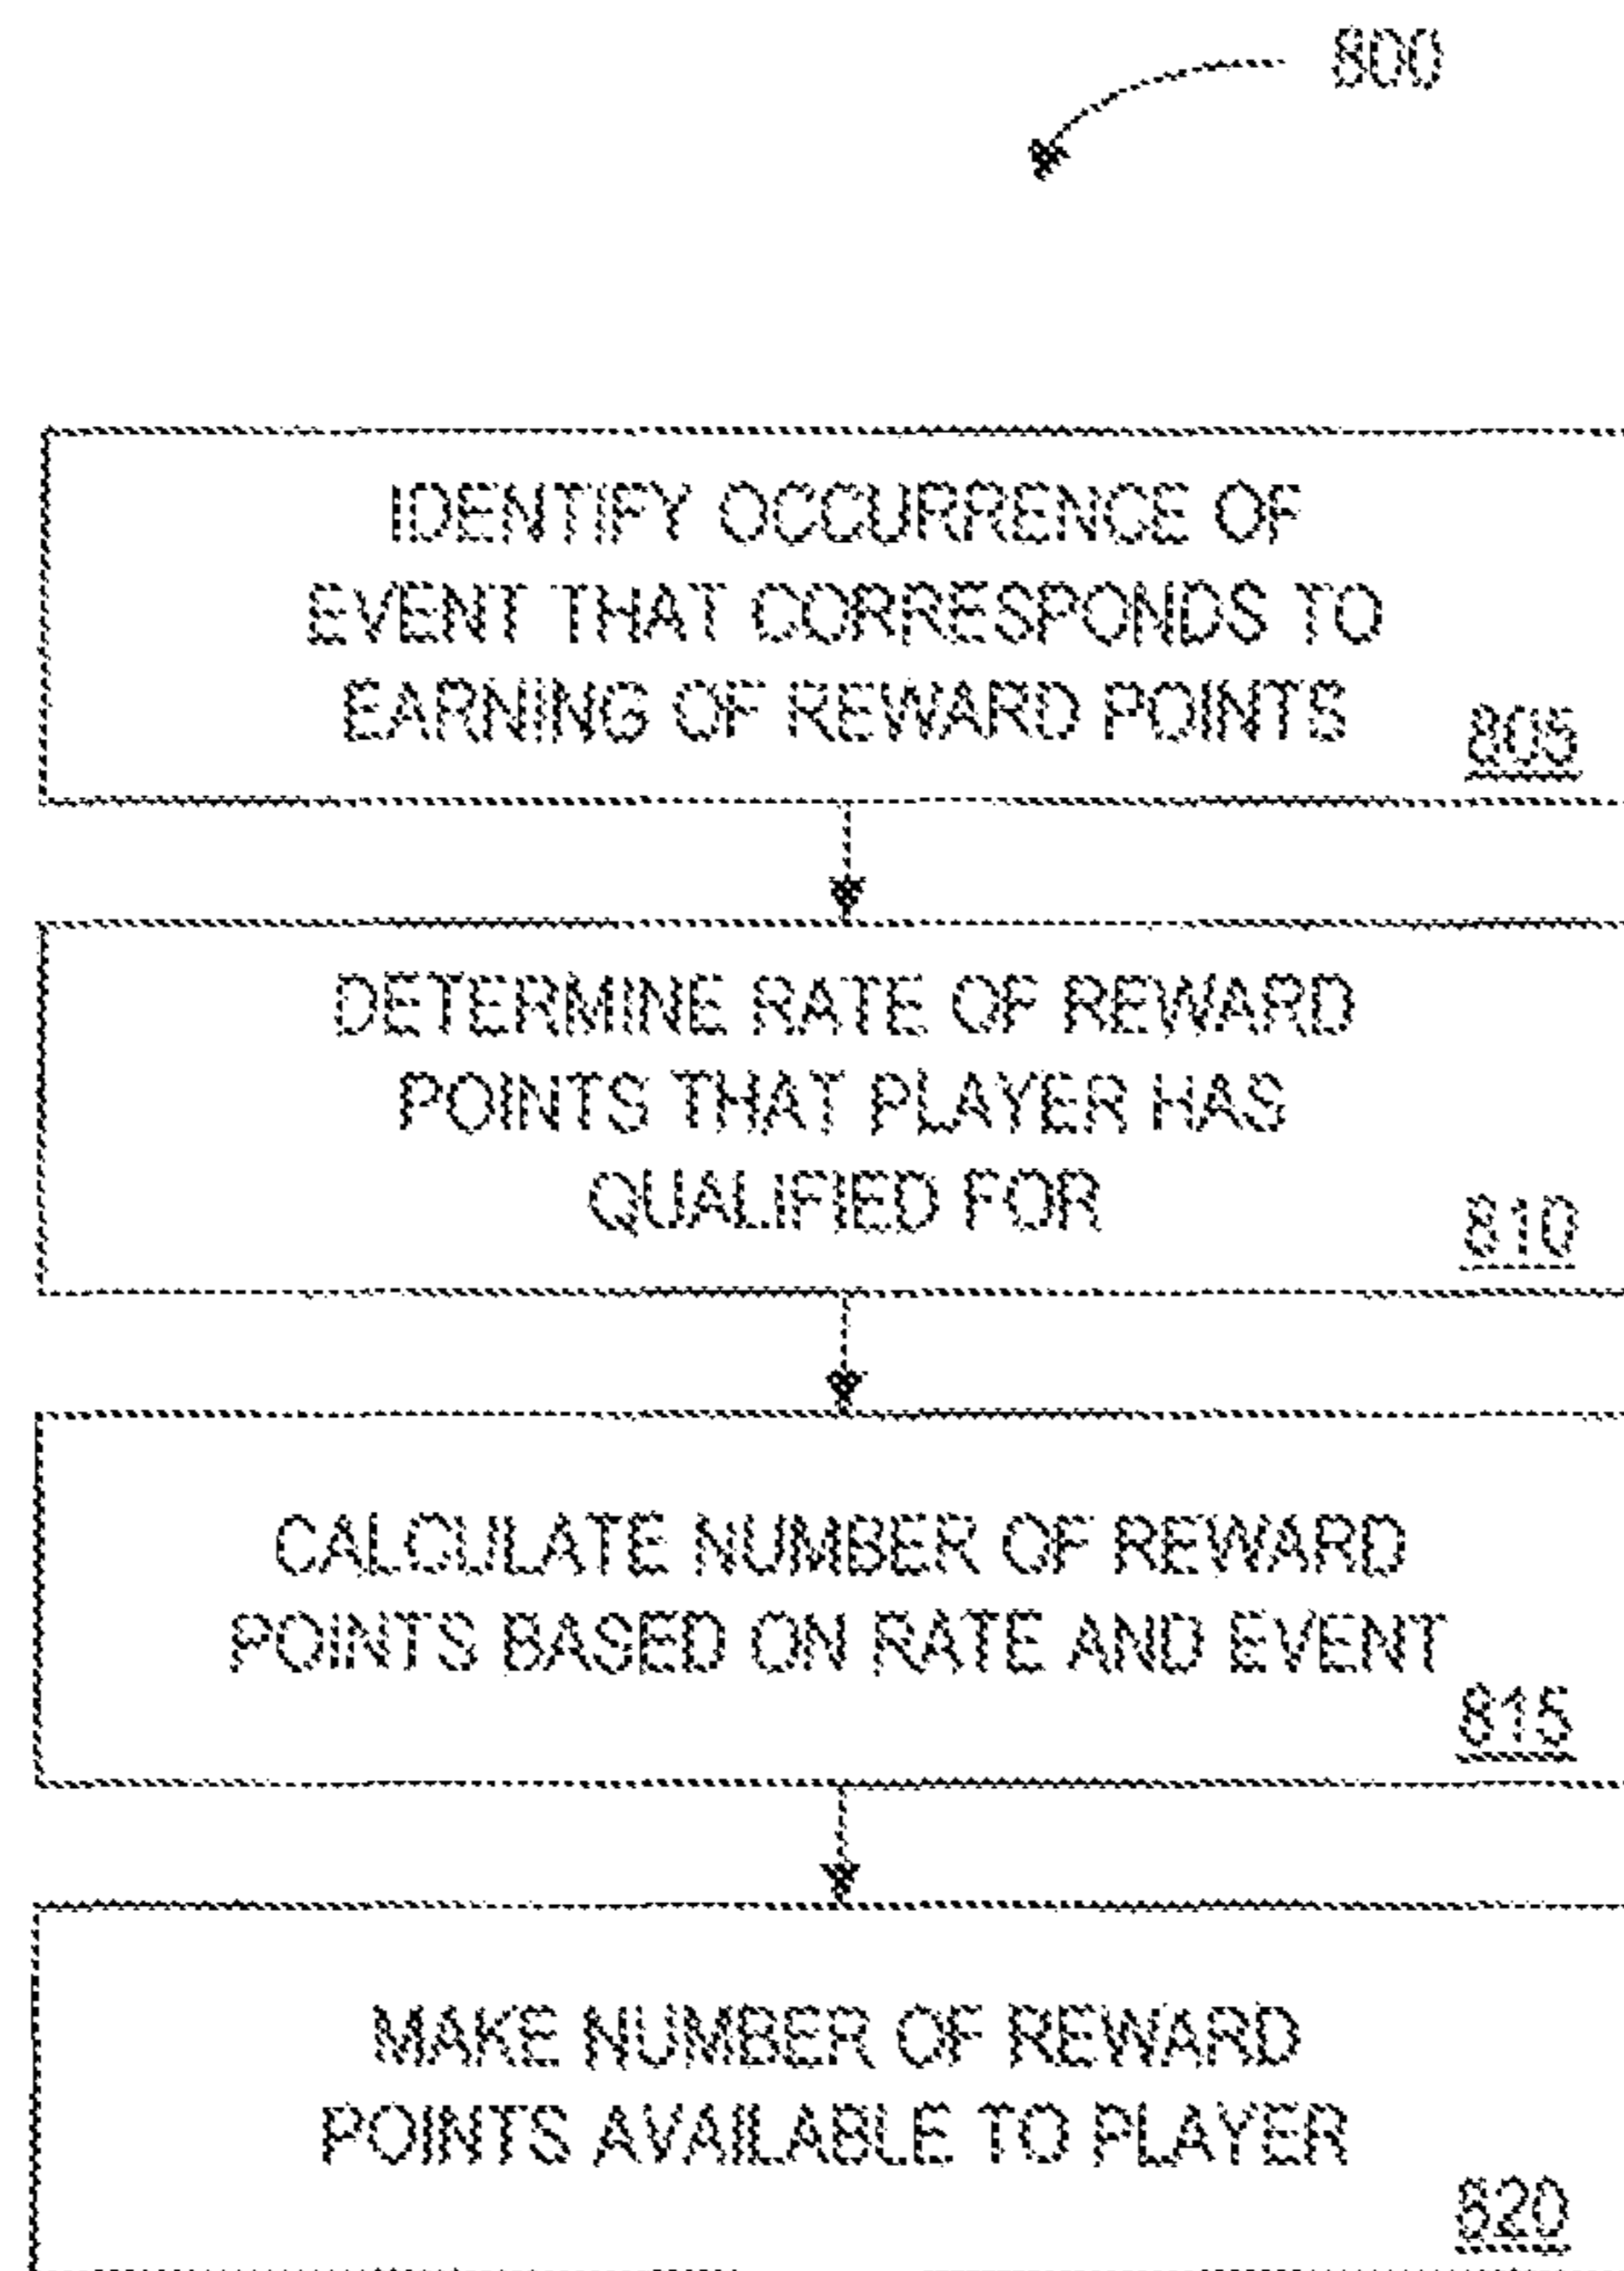 800
IDENTIFY OCCURRENCE OF
EVENT THAT CORRESPONDS TO
EARNING OF REWARD POINTS
805
DETERMINE RATE OF REWARD
POINTS THAT PLAYER HAS
QUALIFIED FOR
810
CALCULATE NUMBER OF REWARD
POINTS BASED ON RATE AND EVENT
815
MAKE NUMBER OF REWARD
POINTS AVAILABLE TO PLAYER
820